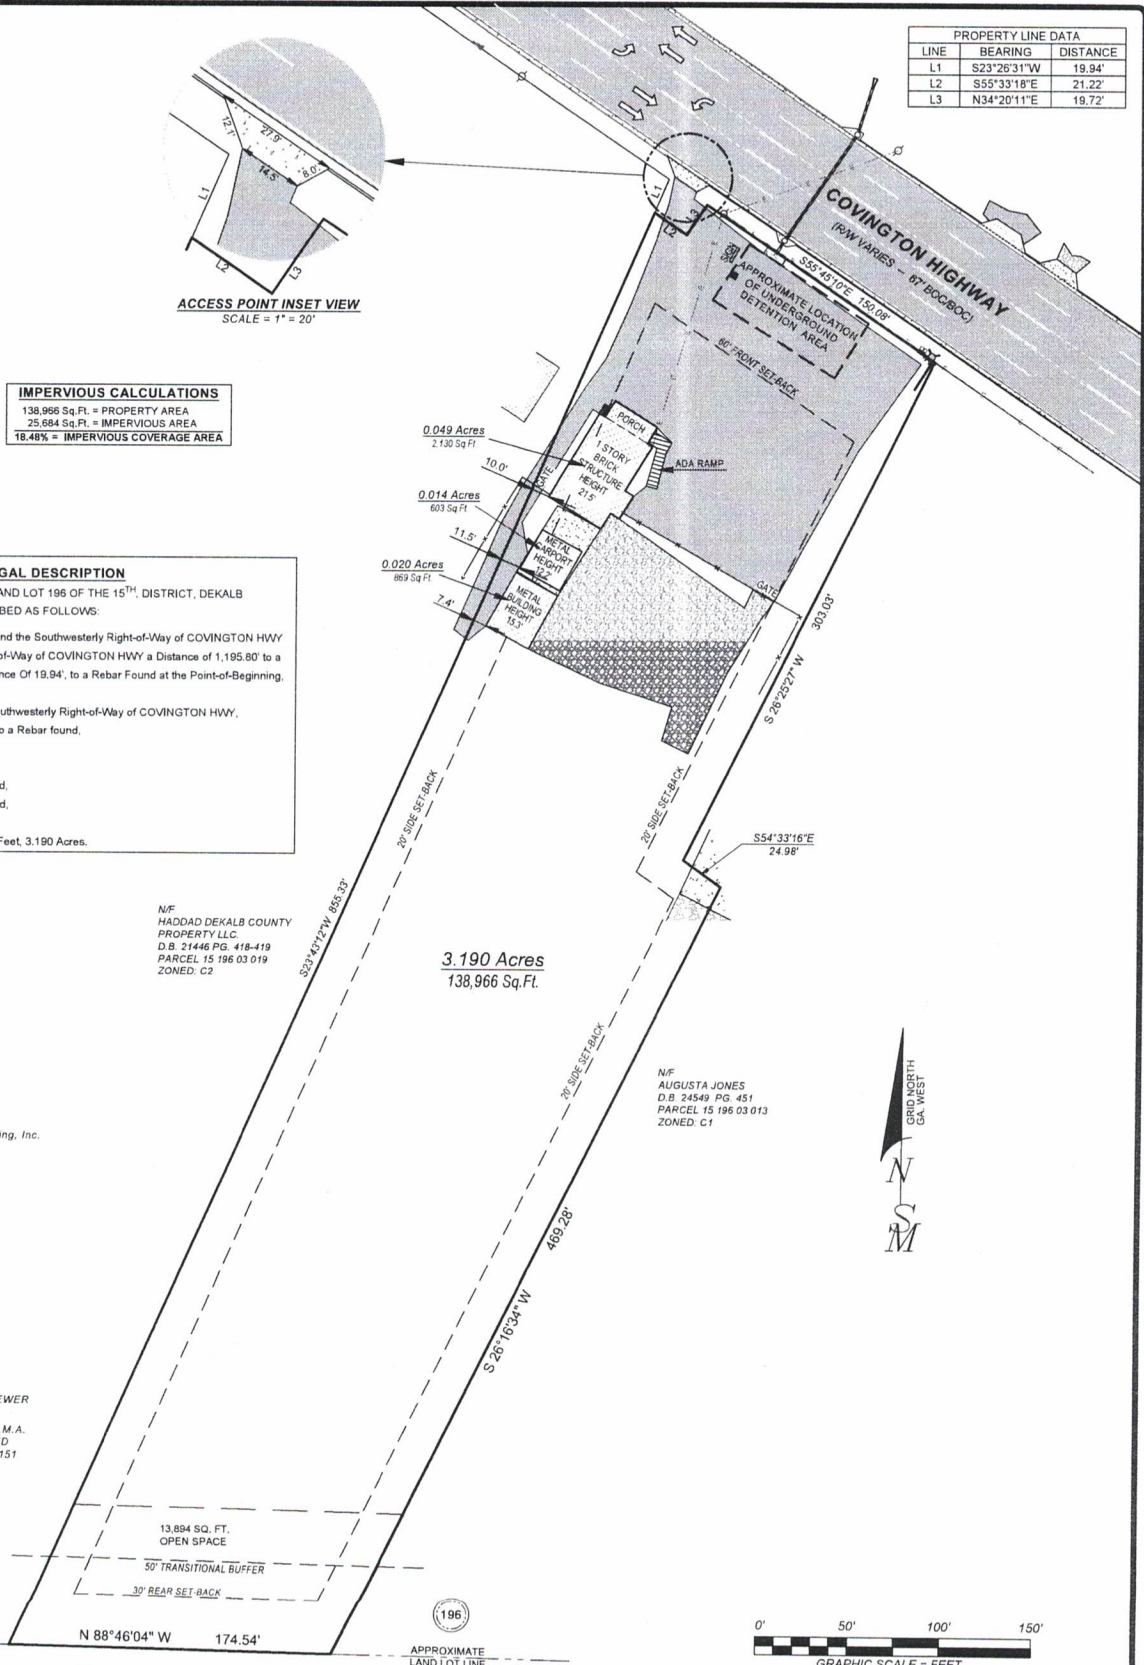 PROPERTY LINE DATA
LINE BEARING DISTANCE
L1 S23°26'31"W 19.94'
L2 S55°33'18"E 21.22'
L3 N34°20'11"E 19.72'
12.1'
27.9'
14.5'
8.0'
L1
L2
L3
ACCESS POINT INSET VIEW
SCALE = 1" = 20'
L1
L2
L3
COVINGTON HIGHWAY
(R/W VARIES - 67' BOC/BOC)
S55°45'10"E 150.08'
APPROXIMATE LOCATION
OF UNDERGROUND
DETENTION AREA
60' FRONT SET-BACK
IMPERVIOUS CALCULATIONS
138,966 Sq.Ft. = PROPERTY AREA
25,684 Sq.Ft. = IMPERVIOUS AREA
18.48% = IMPERVIOUS COVERAGE AREA
PORCH
1 STORY
BRICK
STRUCTURE
HEIGHT
21.5'
ADA RAMP
0.049 Acres
2,130 Sq Ft
10.0'
GATE
0.014 Acres
603 Sq Ft
11.5'
METAL
CARPORT
HEIGHT
12.2'
0.020 Acres
869 Sq Ft
7.4'
METAL
BUILDING
HEIGHT
15.3'
GATE
303.03'
S 26°25'27" W
GAL DESCRIPTION
AND LOT 196 OF THE 15TH, DISTRICT, DEKALB
BED AS FOLLOWS:
nd the Southwesterly Right-of-Way of COVINGTON HWY
of-Way of COVINGTON HWY a Distance of 1,195.80' to a
nce Of 19.94', to a Rebar Found at the Point-of-Beginning,
uthwesterly Right-of-Way of COVINGTON HWY,
o a Rebar found,
d,
d,
Feet, 3.190 Acres.
20' SIDE SET-BACK
20' SIDE SET-BACK
S54°33'16"E
24.98'
N/F
HADDAD DEKALB COUNTY
PROPERTY LLC.
D.B. 21446 PG. 418-419
PARCEL 15 196 03 019
ZONED: C2
S23°43'12"W 855.33'
3.190 Acres
138,966 Sq.Ft.
20' SIDE SET-BACK
N/F
AUGUSTA JONES
D.B. 24549 PG. 451
PARCEL 15 196 03 013
ZONED: C1
GRID NORTH
GA. WEST
N
S
M
ing, Inc.
469.28'
S 26°16'34" W
EWER
M.A.
D
151
13,894 SQ. FT.
OPEN SPACE
50' TRANSITIONAL BUFFER
30' REAR SET-BACK
N 88°46'04" W 174.54'
196
APPROXIMATE
LAND LOT LINE
0' 50' 100' 150'
GRAPHIC SCALE = FEET